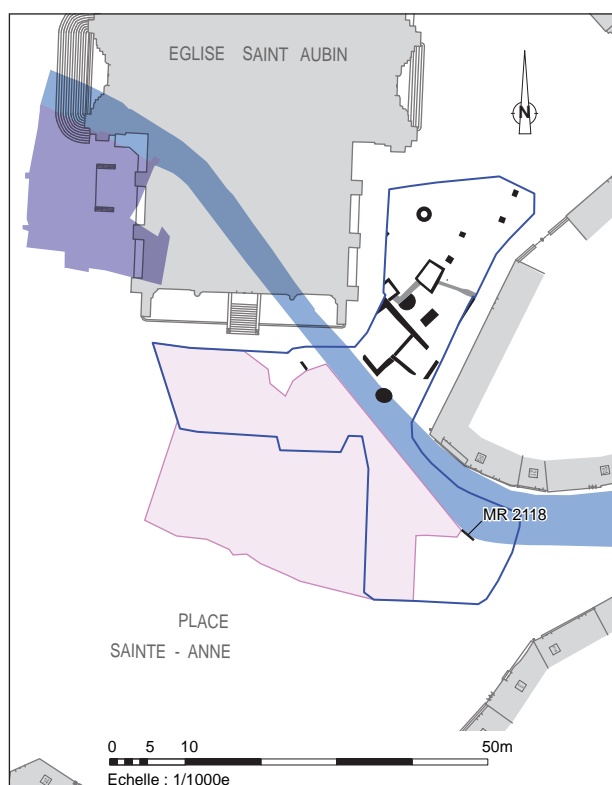 EGLISE SAINT AUBIN
N
MR 2118
PLACE
SAINTE - ANNE
0 5 10 50m
Echelle : 1/1000e